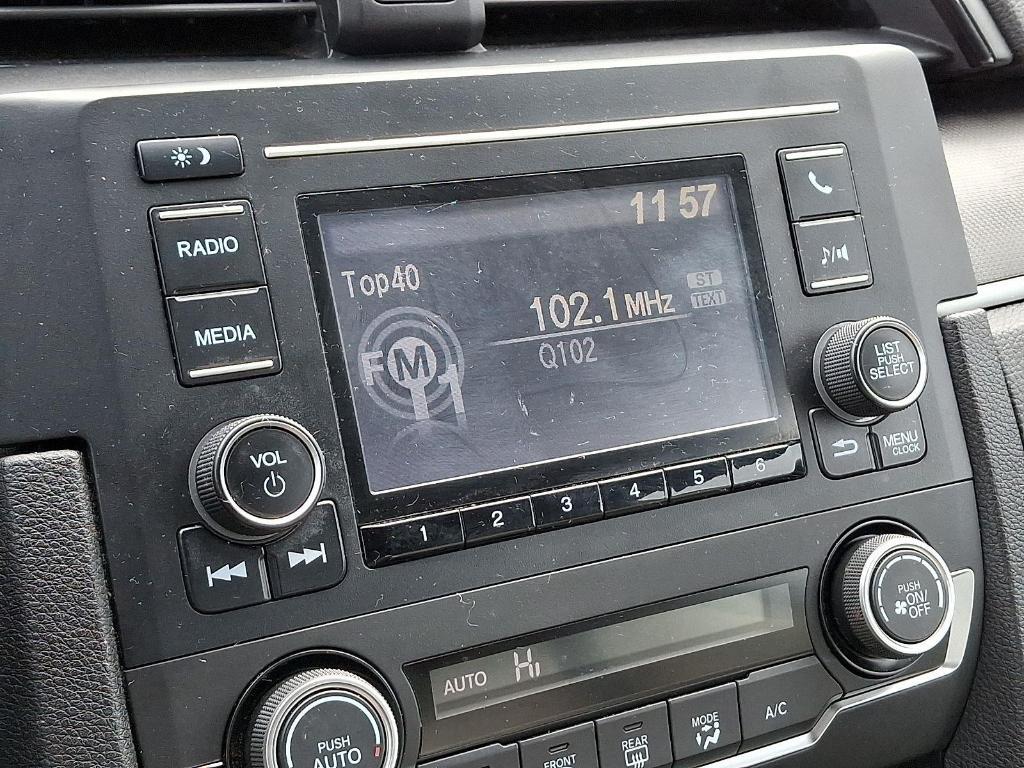 11 57
RADIO
Top40
ST
102.1 MHz
TEXT
MEDIA
Q102
FM 1
LIST
PUSH
SELECT
VOL
MENU
CLOCK
1 2 3 4 5 6
PUSH
ON/
OFF
AUTO Hi
MODE
A/C
PUSH
AUTO
FRONT
REAR